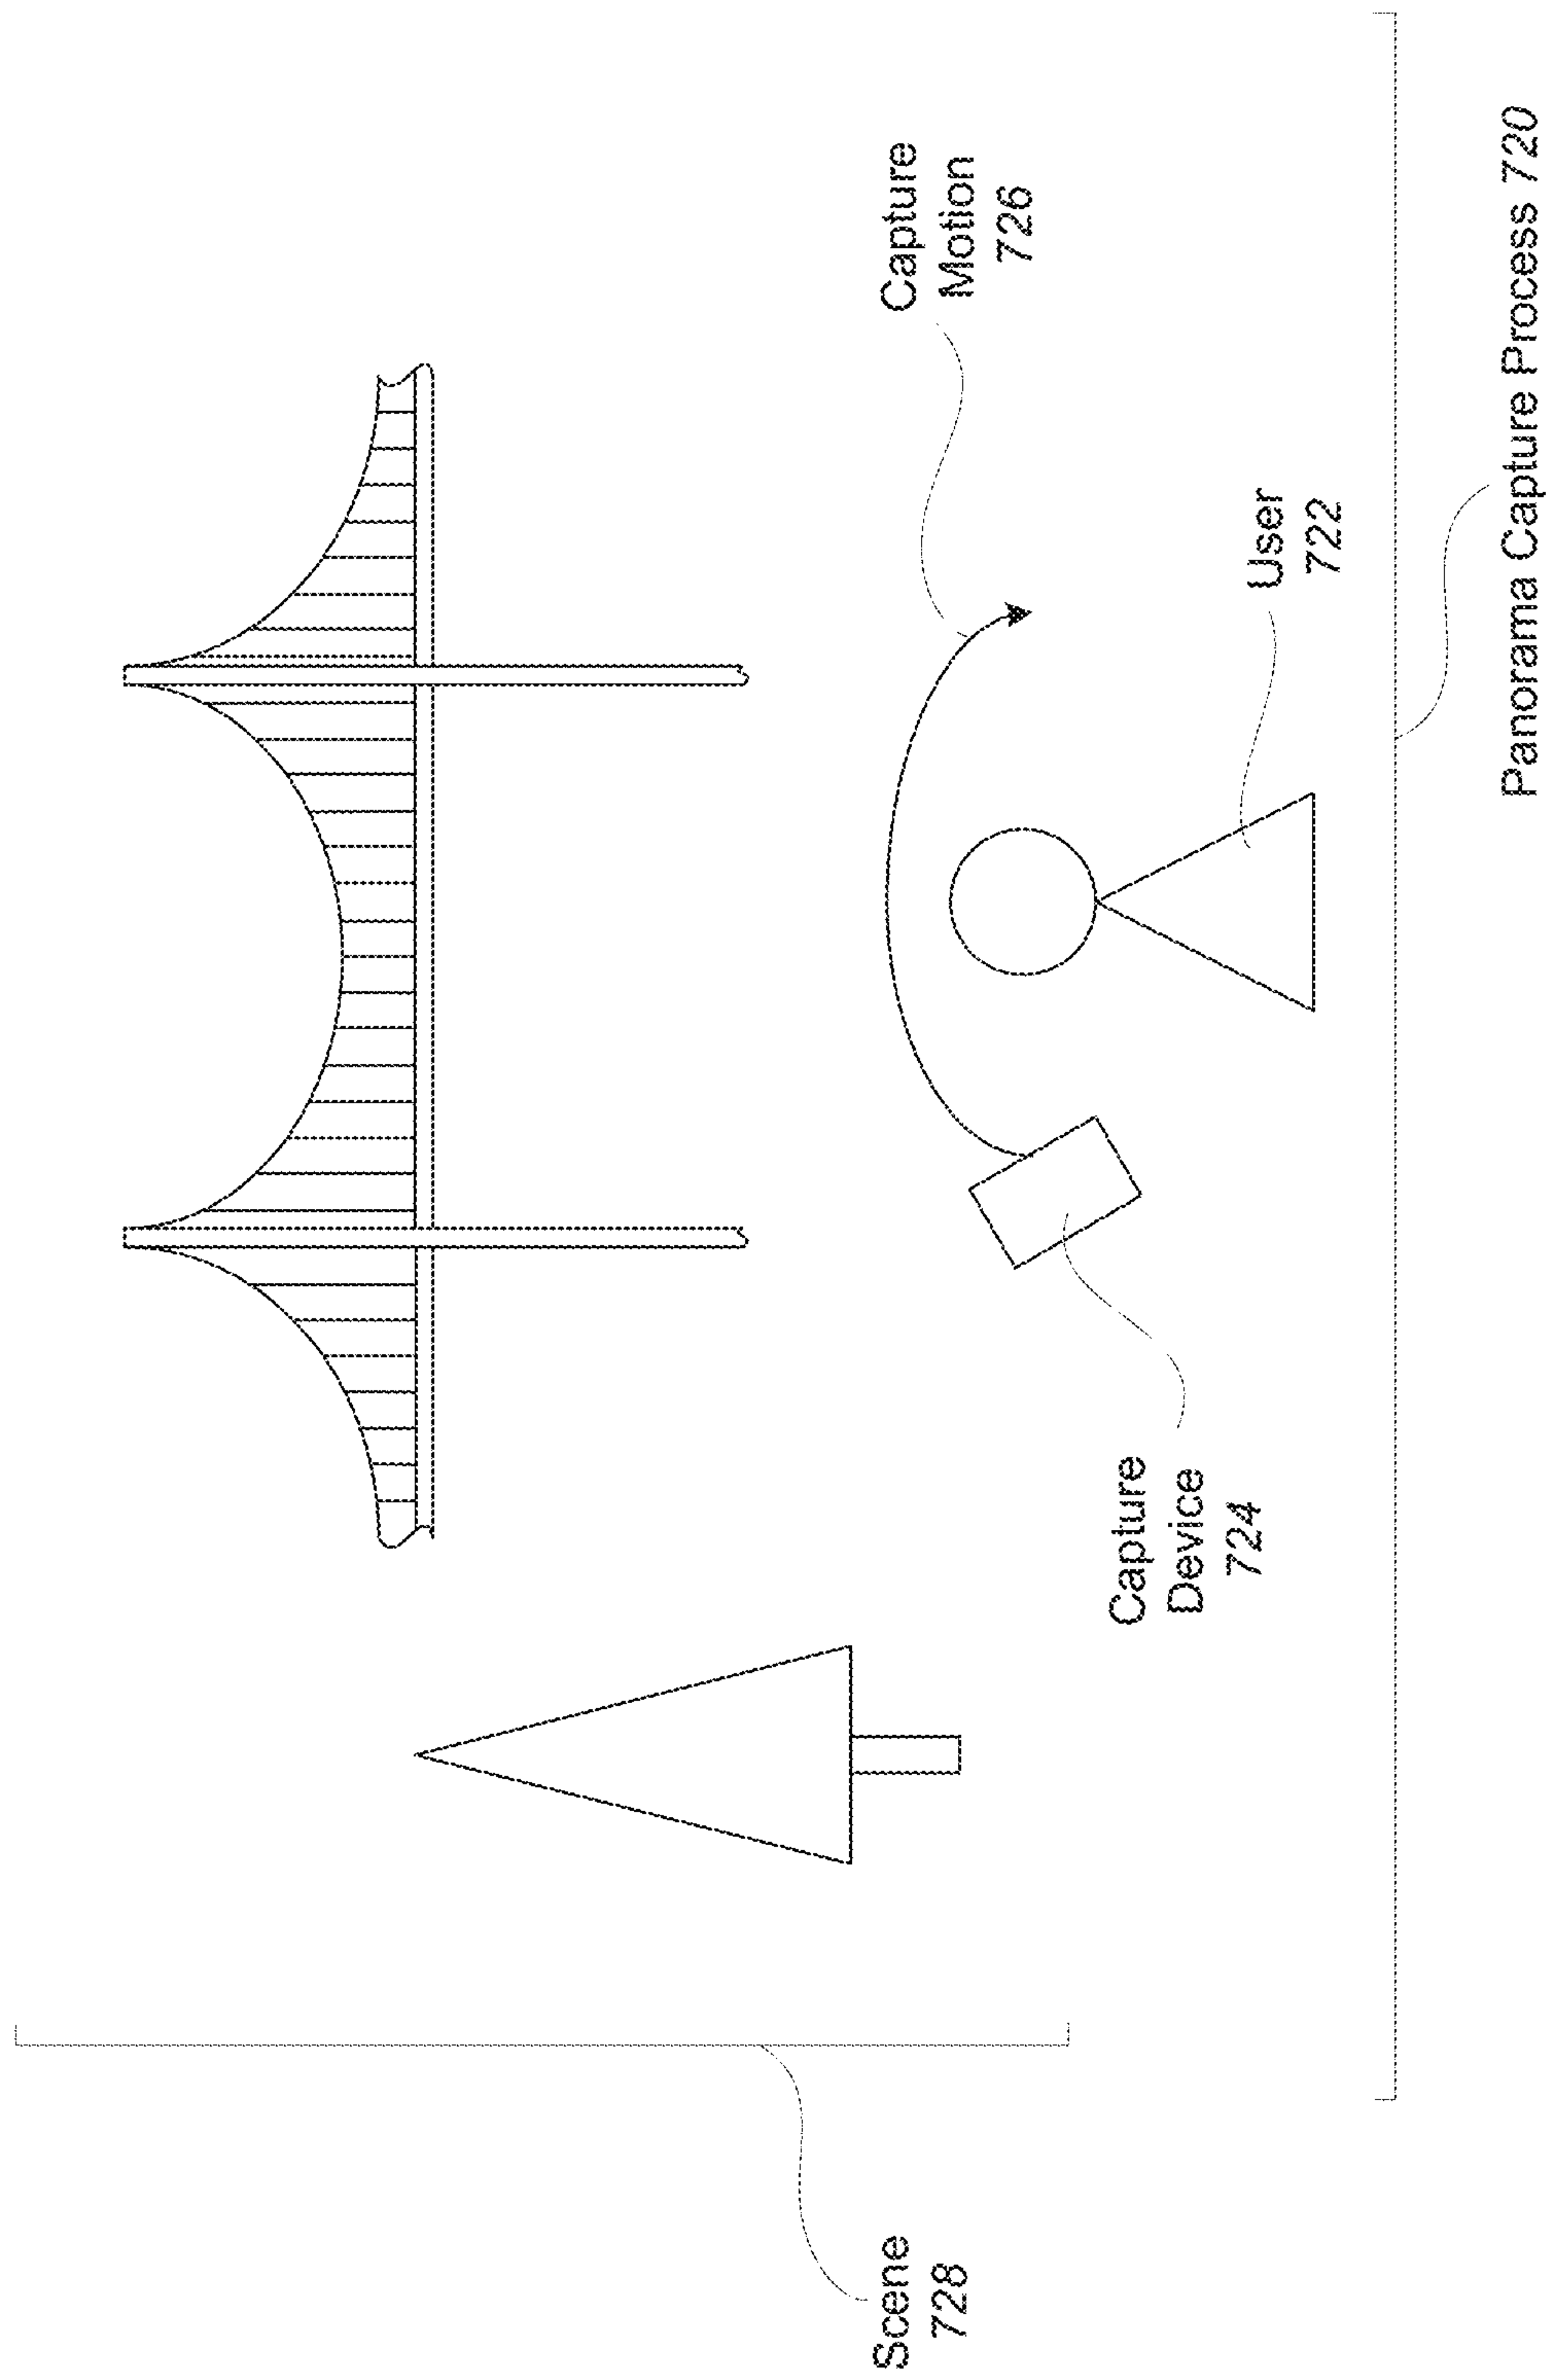 Scene
728
Capture
Device
724
User
722
Capture
Motion
726
Panorama Capture Process 720